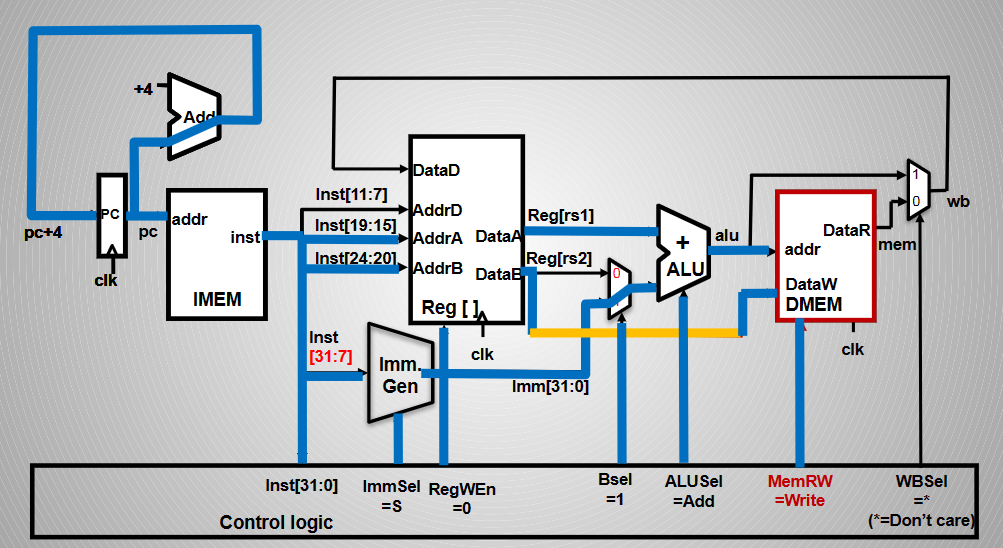 +4
Add
pc+4
PC
pc
clk
addr
inst
IMEM
Inst[11:7]
Inst[19:15]
Inst[24:20]
Inst
[31:7]
DataD
AddrD
AddrA
AddrB
DataA
DataB
Reg [ ]
clk
Imm.
Gen
Imm[31:0]
Reg[rs1]
Reg[rs2]
0
+
ALU
alu
addr
DataW
DMEM
DataR
clk
mem
1
0
wb
Inst[31:0]
ImmSel
=S
RegWEn
=0
Bsel
=1
ALUSel
=Add
MemRW
=Write
WBSel
=*
(*=Don't care)
Control logic